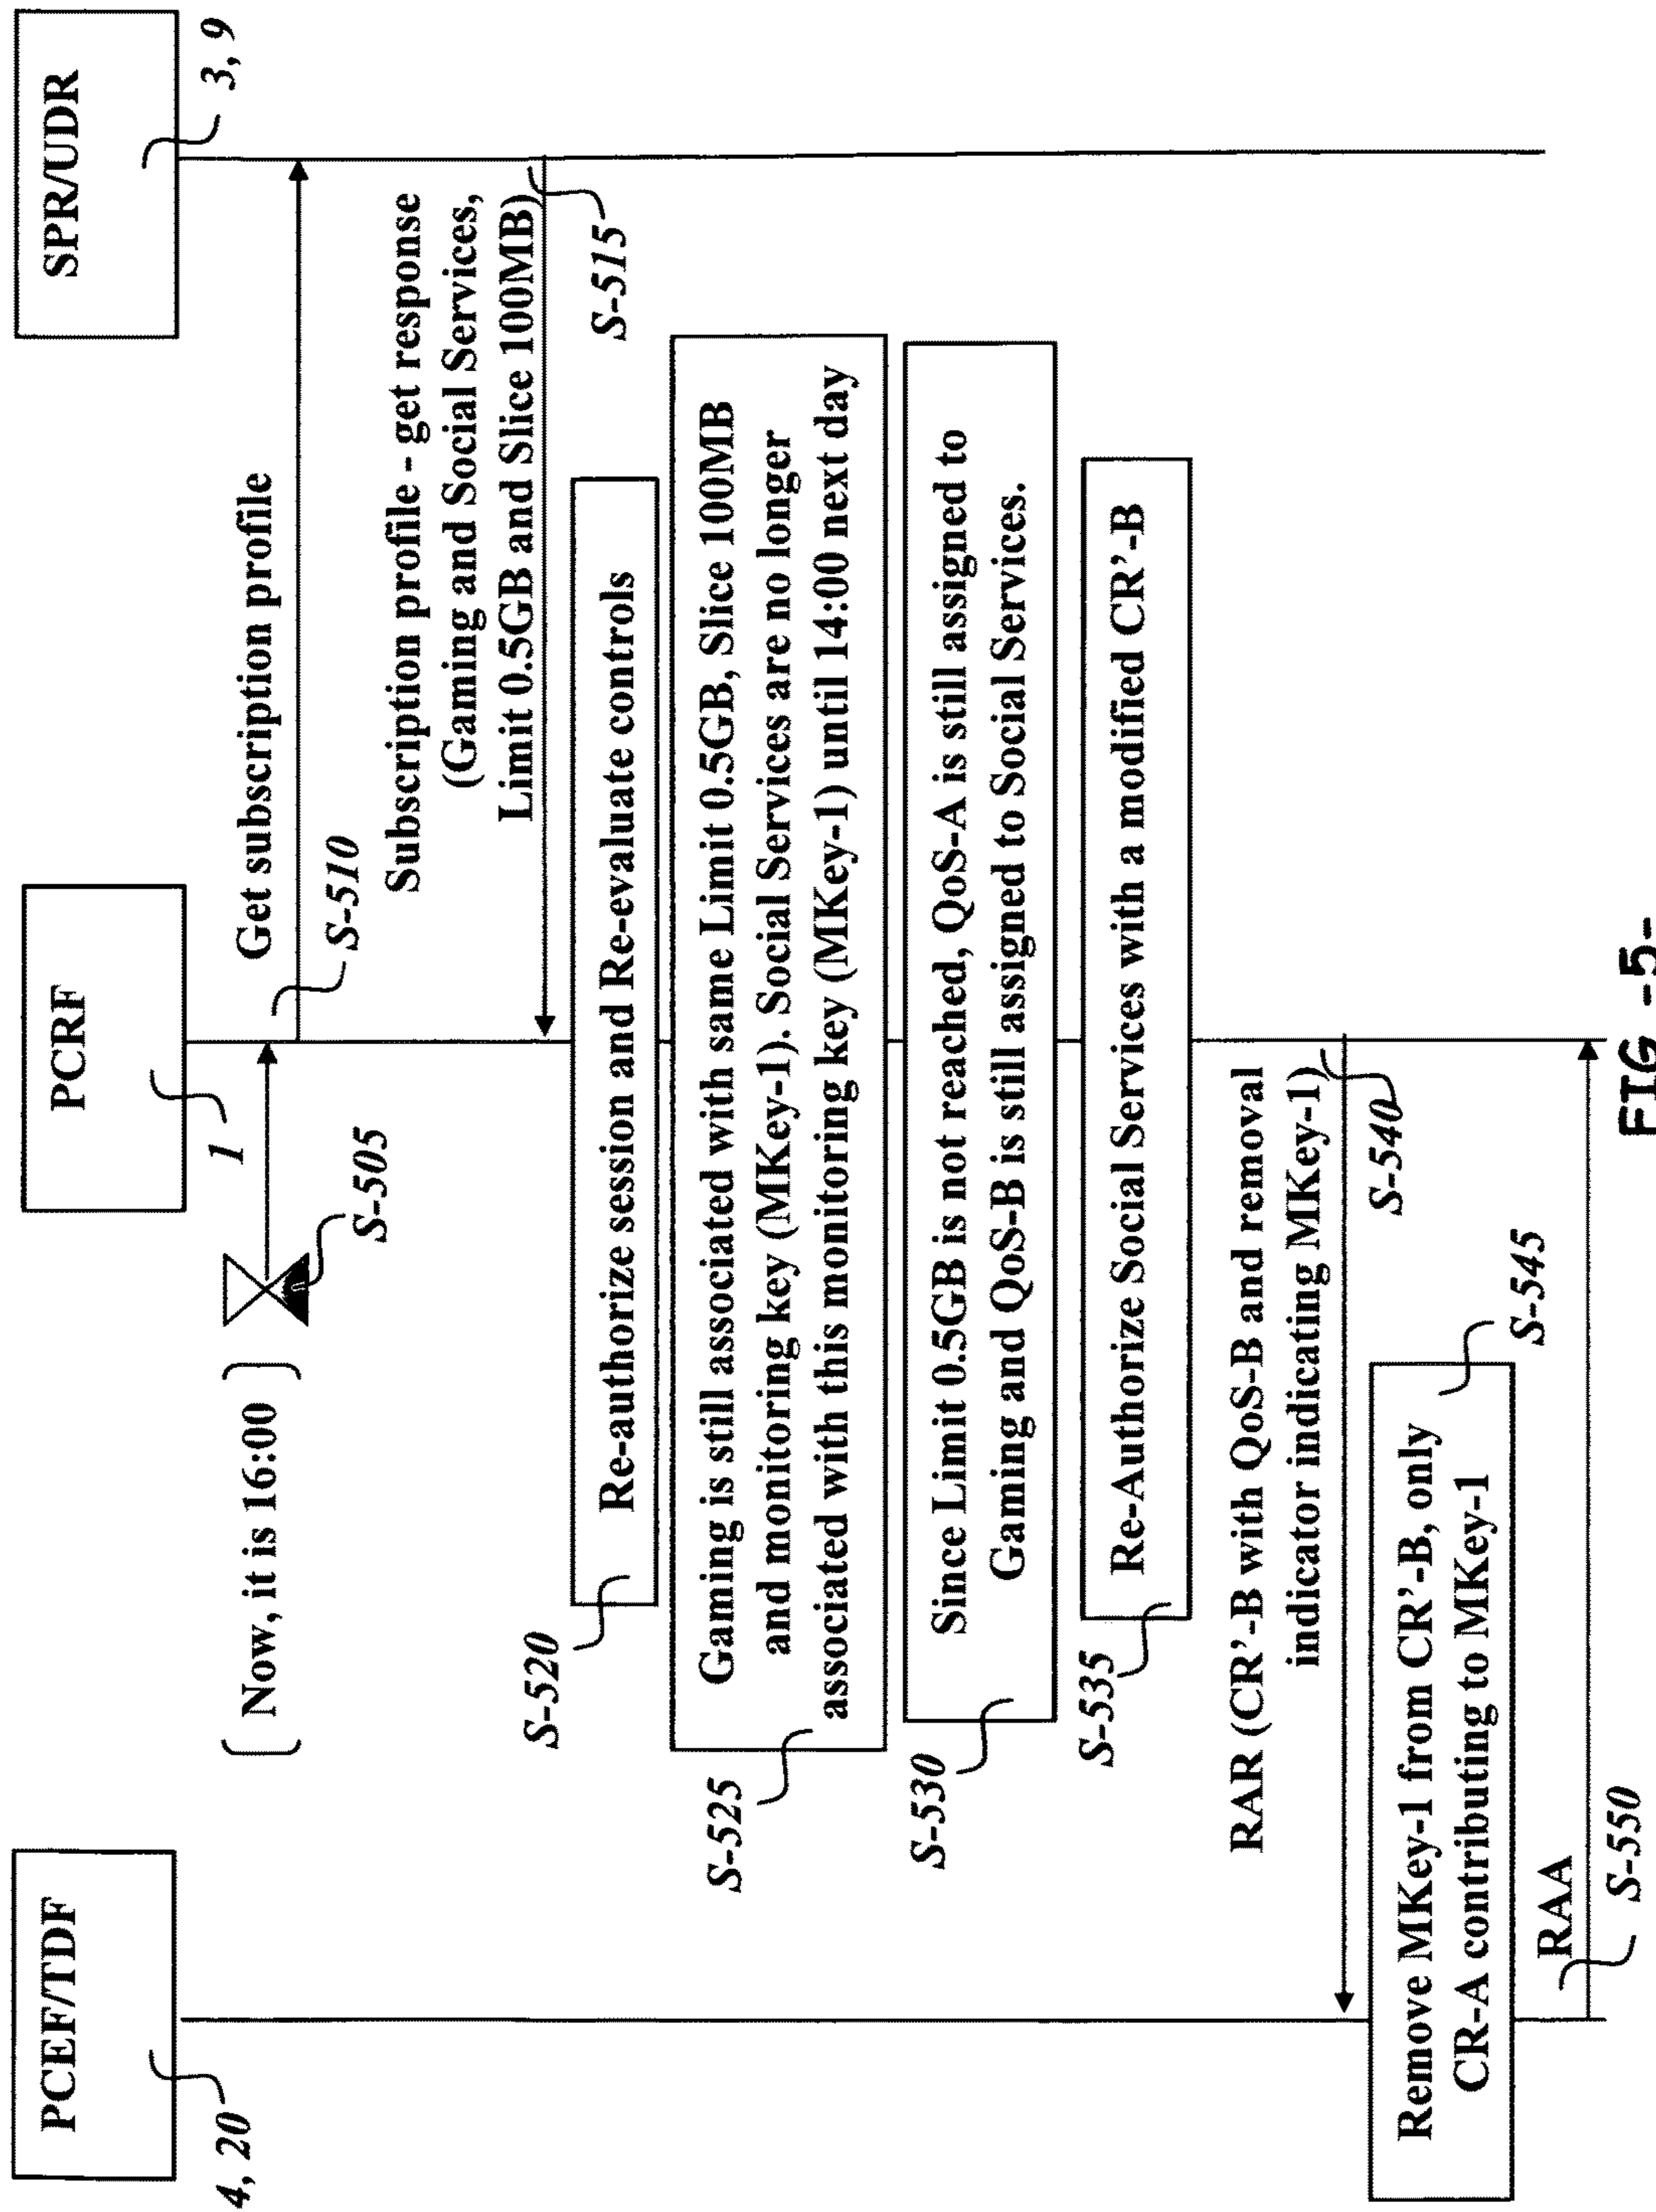 PCEF/TDF
4, 20
PCRF
1
SPR/UDR
3, 9
[Now, it is 16:00]
S-505
Get subscription profile
S-510
Subscription profile - get response
(Gaming and Social Services,
Limit 0.5GB and Slice 100MB)
S-515
Re-authorize session and Re-evaluate controls
S-520
Gaming is still associated with same Limit 0.5GB, Slice 100MB
and monitoring key (MKey-1). Social Services are no longer
associated with this monitoring key (MKey-1) until 14:00 next day
S-525
Since Limit 0.5GB is not reached, QoS-A is still assigned to
Gaming and QoS-B is still assigned to Social Services.
S-530
Re-Authorize Social Services with a modified CR'-B
S-535
RAR (CR'-B with QoS-B and removal
indicator indicating MKey-1)
S-540
Remove MKey-1 from CR'-B, only
CR-A contributing to MKey-1
S-545
RAA
S-550
FIG -5-